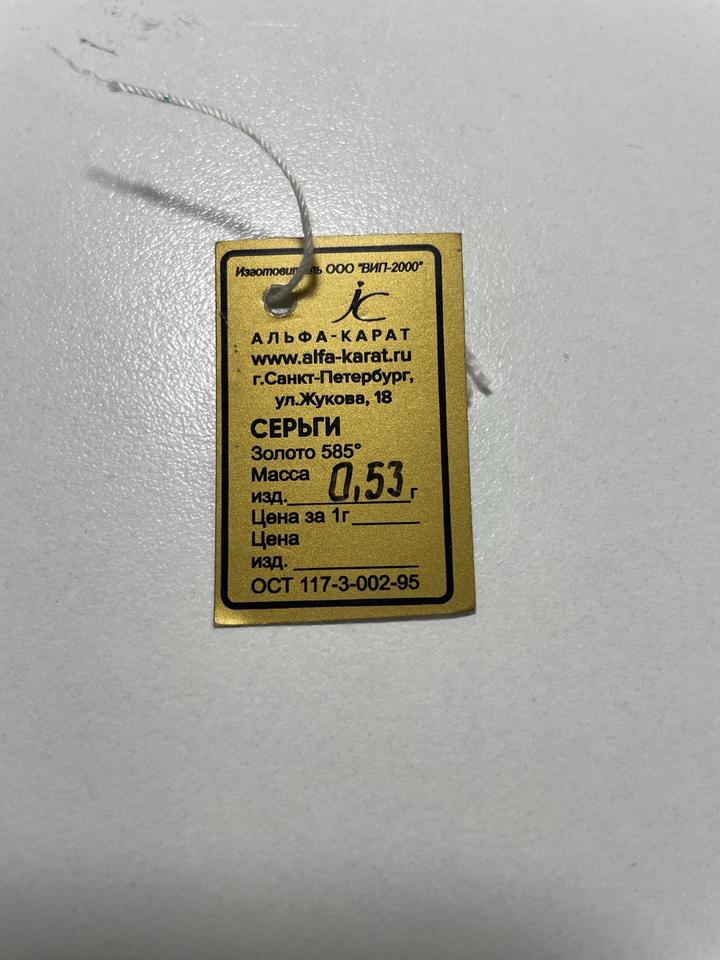 Изготовитель ООО "ВИП-2000"
АЛЬФА-КАРАТ
www.alfa-karat.ru
г.Санкт-Петербург,
ул.Жукова, 18
СЕРЬГИ
Золото 585°
Масса
изд. 0,53 г
Цена за 1г
Цена
изд.
ОСТ 117-3-002-95